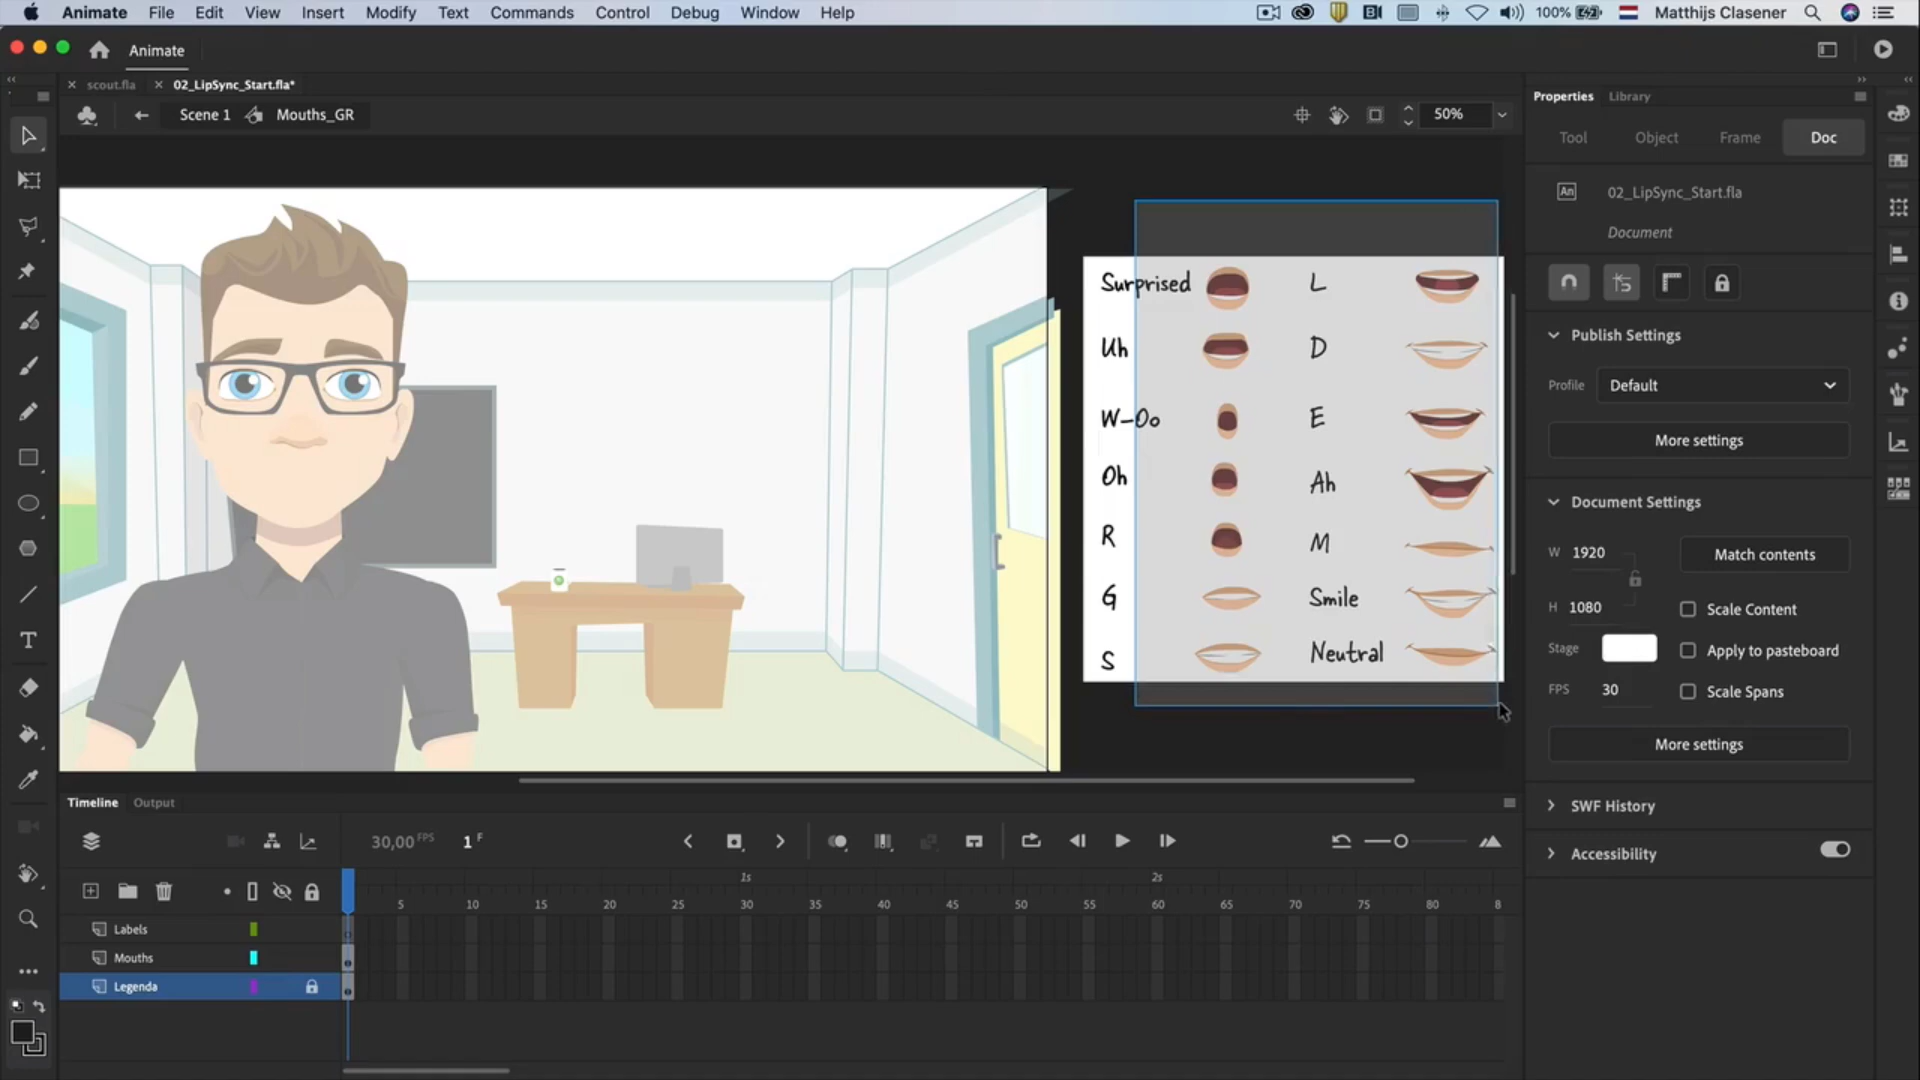 Animate File Edit View Insert Modify Text Commands Control Debug Window Help 100% Matthijs Clasener
Animate
scout.fla 02_LipSync_Start.fla*
Scene 1 Mouths_GR 50%
Surprised L
Uh D
W-Oo E
Oh Ah
R M
G Smile
S Neutral
Properties Library
Tool Object Frame Doc
An 02_LipSync_Start.fla
Document
Publish Settings
Profile Default
More settings
Document Settings
W 1920 Match contents
H 1080 Scale Content
Stage Apply to pasteboard
FPS 30 Scale Spans
More settings
SWF History
Accessibility
Timeline Output
30,00 FPS 1 F
1s 2s
5 10 15 20 25 30 35 40 45 50 55 60 65 70 75 80 8
Labels
Mouths
Legenda